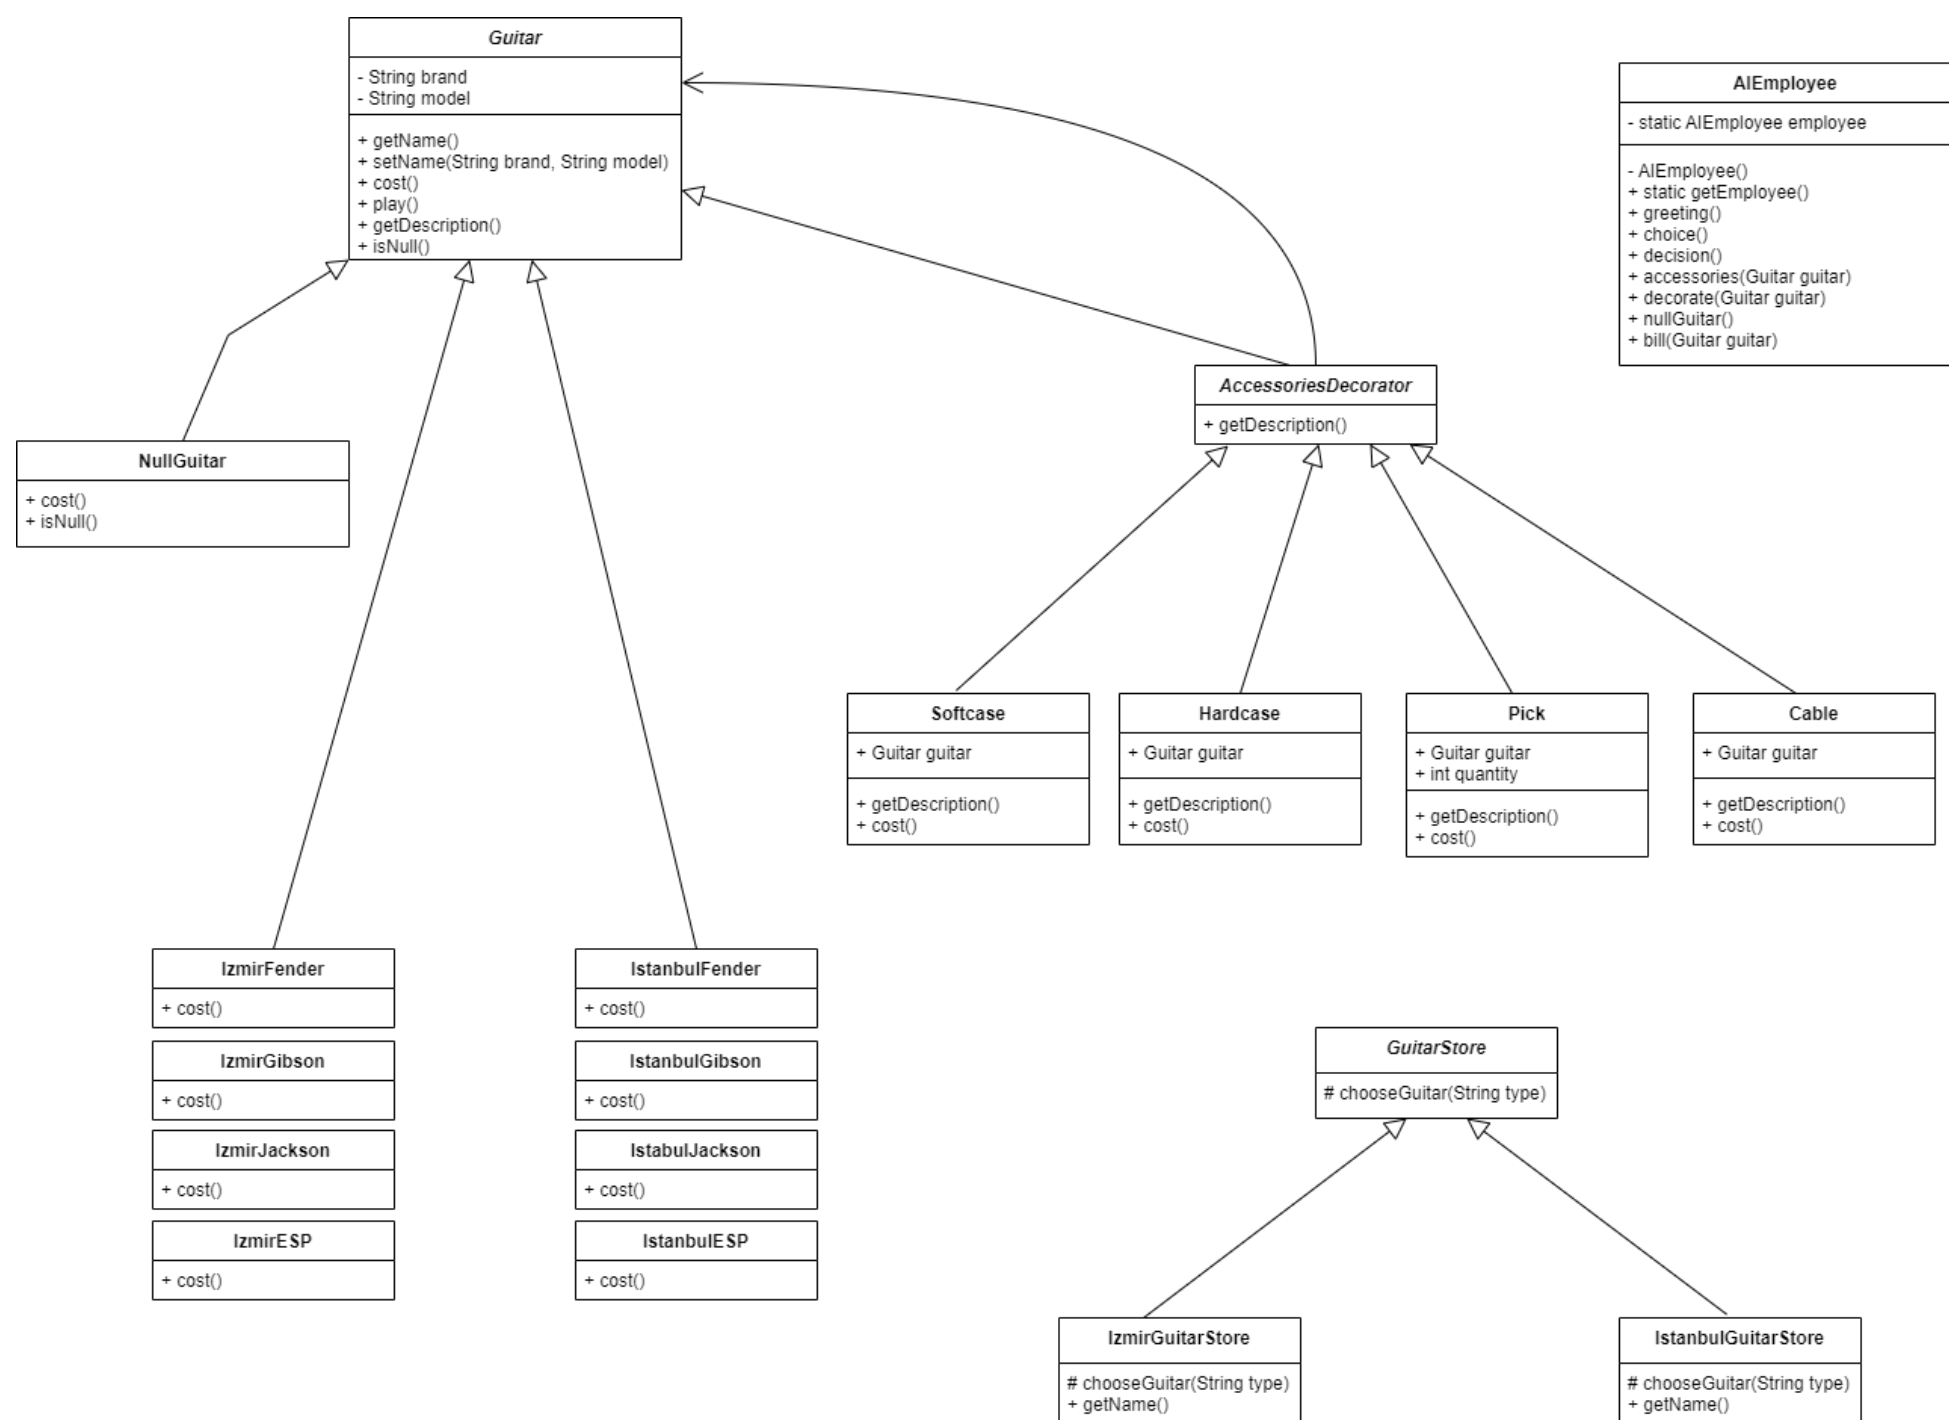 Guitar
- String brand
- String model
+ getName()
+ setName(String brand, String model)
+ cost()
+ play()
+ getDescription()
+ isNull()
AIEmployee
- static AIEmployee employee
- AIEmployee()
+ static getEmployee()
+ greeting()
+ choice()
+ decision()
+ accessories(Guitar guitar)
+ decorate(Guitar guitar)
+ nullGuitar()
+ bill(Guitar guitar)
AccessoriesDecorator
+ getDescription()
NullGuitar
+ cost()
+ isNull()
Softcase
+ Guitar guitar
+ getDescription()
+ cost()
Hardcase
+ Guitar guitar
+ getDescription()
+ cost()
Pick
+ Guitar guitar
+ int quantity
+ getDescription()
+ cost()
Cable
+ Guitar guitar
+ getDescription()
+ cost()
IzmirFender
+ cost()
IzmirGibson
+ cost()
IzmirJackson
+ cost()
IzmirESP
+ cost()
IstanbulFender
+ cost()
IstanbulGibson
+ cost()
IstabulJackson
+ cost()
IstanbulESP
+ cost()
GuitarStore
# chooseGuitar(String type)
IzmirGuitarStore
# chooseGuitar(String type)
+ getName()
IstanbulGuitarStore
# chooseGuitar(String type)
+ getName()